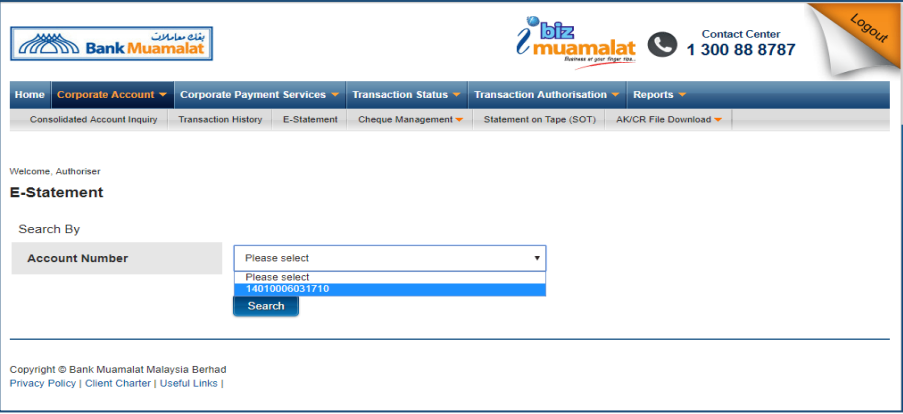 بنك معاملات
Bank Muamalat
i biz
muamalat
Business at your finger tips..
Contact Center
1 300 88 8787
Logout
Home Corporate Account Corporate Payment Services Transaction Status Transaction Authorisation Reports
Consolidated Account Inquiry Transaction History E-Statement Cheque Management Statement on Tape (SOT) AK/CR File Download
Welcome, Authoriser
E-Statement
Search By
Account Number Please select
Please select
14010006031710
Search
Copyright © Bank Muamalat Malaysia Berhad
Privacy Policy | Client Charter | Useful Links |